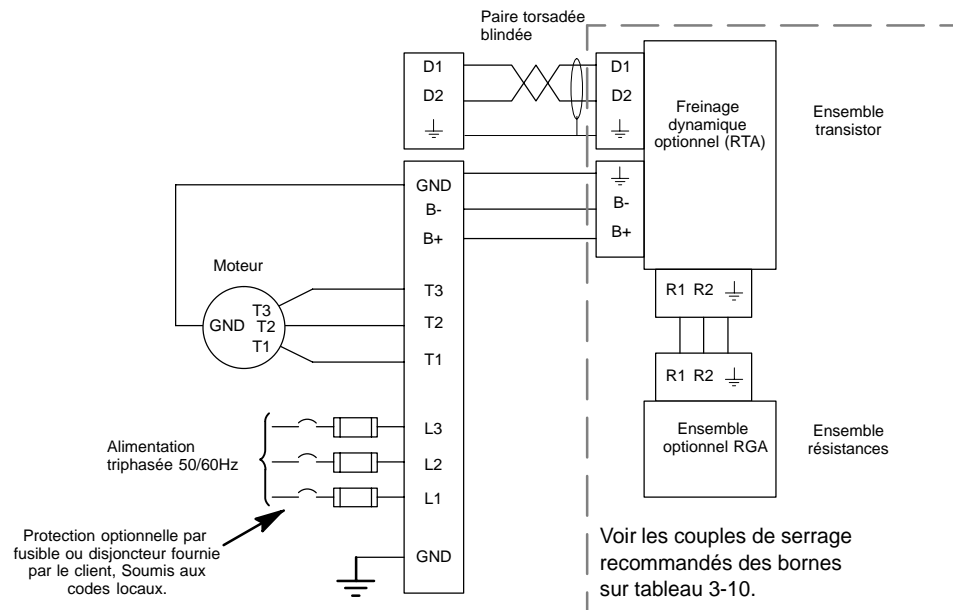 Paire torsadée
blindée
D1
D2
D1
D2
Freinage
dynamique
optionnel (RTA)
Ensemble
transistor
GND
B-
B+
B-
B+
Moteur
T3
GND T2
T1
T3
T2
T1
R1 R2
R1 R2
Ensemble
optionnel RGA
Ensemble
résistances
Alimentation
triphasée 50/60Hz
L3
L2
L1
Protection optionnelle par
fusible ou disjoncteur fournie
par le client, Soumis aux
codes locaux.
GND
Voir les couples de serrage
recommandés des bornes
sur tableau 3-10.